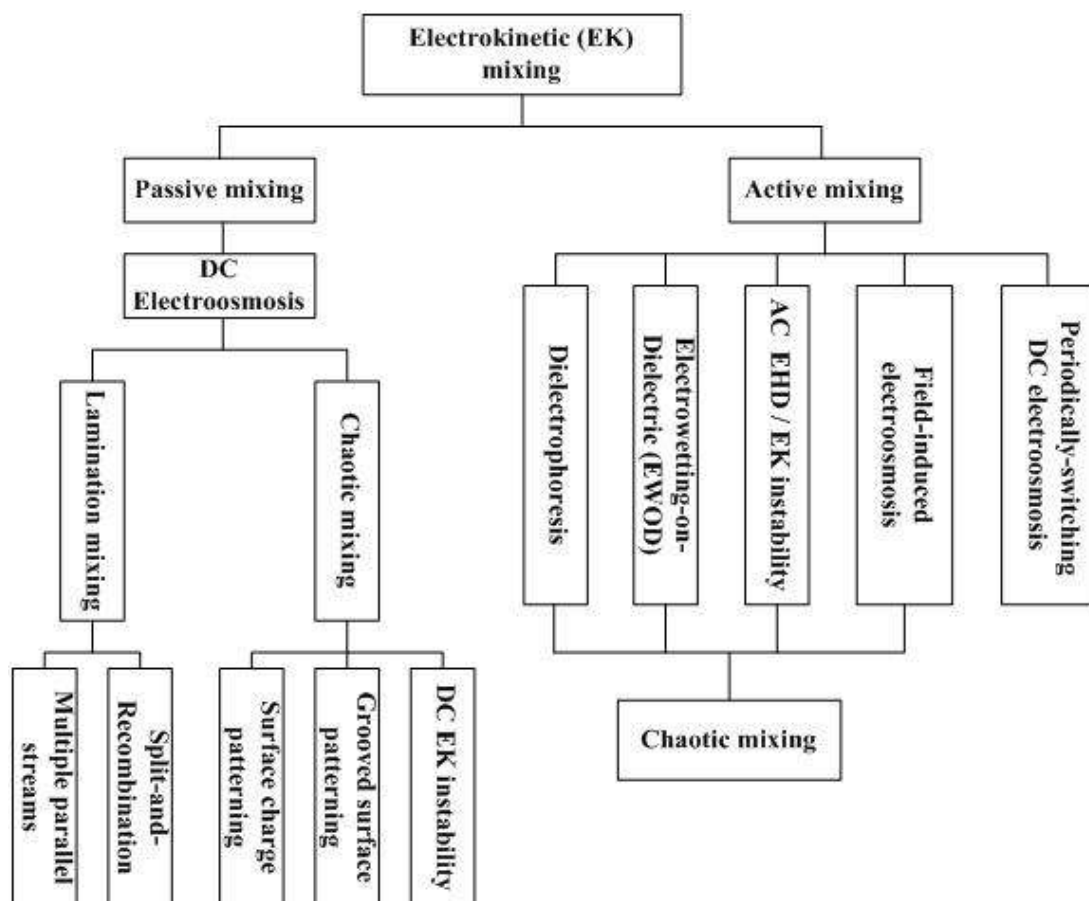 Electrokinetic (EK)
mixing
Passive mixing
Active mixing
DC
Electroosmosis
Lamination mixing
Chaotic mixing
Dielectrophoresis
Electrowetting-on-
Dielectric (EWOD)
AC EHD / EK instability
Field-induced
electroosmosis
Periodically-switching
DC electroosmosis
Multiple parallel
streams
Split-and-
Recombination
Surface charge
patterning
Grooved surface
patterning
DC EK instability
Chaotic mixing